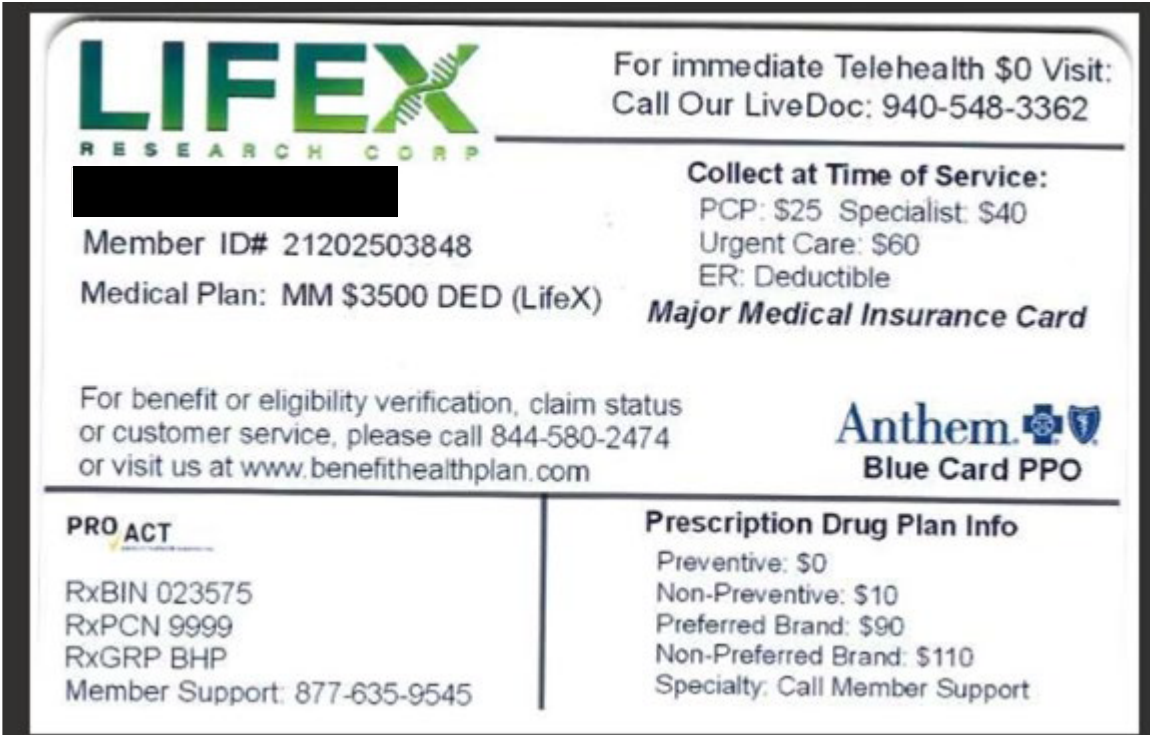 LIFEX
RESEARCH CORP
For immediate Telehealth $0 Visit:
Call Our LiveDoc: 940-548-3362
Member ID# 21202503848
Medical Plan: MM $3500 DED (LifeX)
Collect at Time of Service:
PCP: $25 Specialist: $40
Urgent Care: $60
ER: Deductible
Major Medical Insurance Card
For benefit or eligibility verification, claim status
or customer service, please call 844-580-2474
or visit us at www.benefithealthplan.com
Anthem.
Blue Card PPO
PRO ACT
RxBIN 023575
RxPCN 9999
RxGRP BHP
Member Support: 877-635-9545
Prescription Drug Plan Info
Preventive: $0
Non-Preventive: $10
Preferred Brand: $90
Non-Preferred Brand: $110
Specialty: Call Member Support